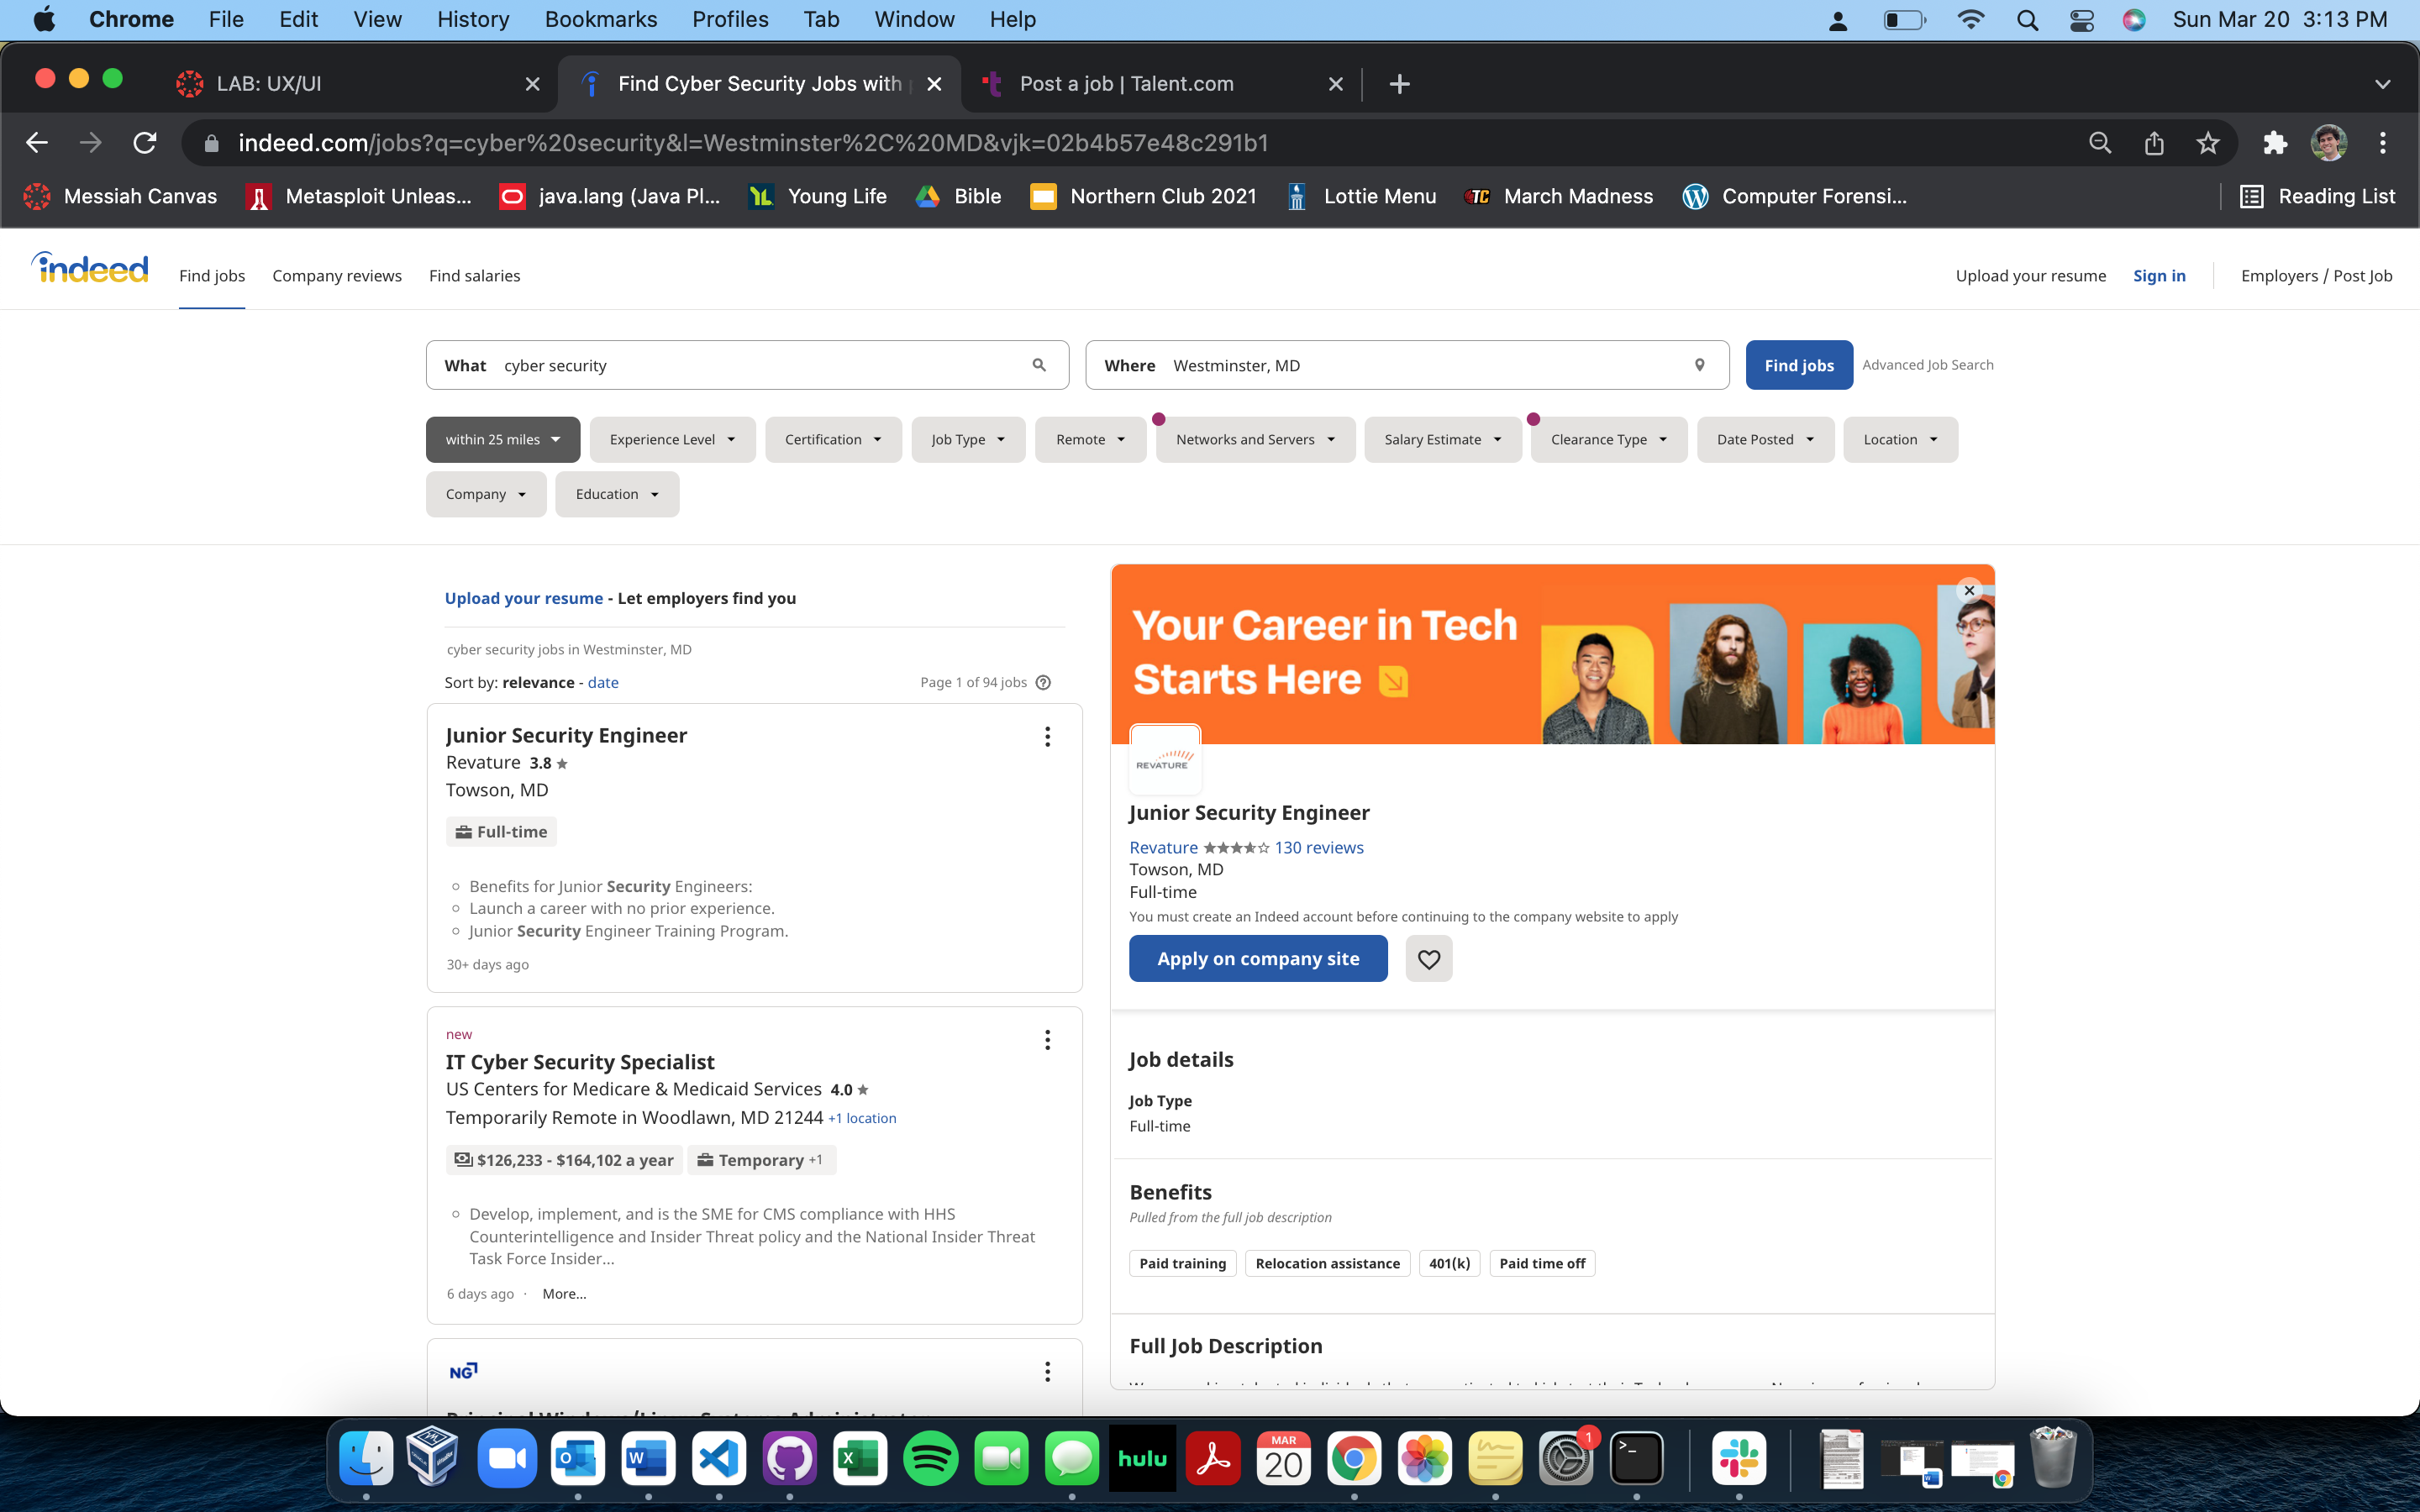 Chrome File Edit View History Bookmarks Profiles Tab Window Help Sun Mar 20 3:13 PM
LAB: UX/UI Find Cyber Security Jobs with Post a job | Talent.com
indeed.com/jobs?q=cyber%20security&l=Westminster%2C%20MD&vjk=02b4b57e48c291b1
Messiah Canvas Metasploit Unleas... java.lang (Java Pl... Young Life Bible Northern Club 2021 Lottie Menu March Madness Computer Forensi... Reading List
indeed Find jobs Company reviews Find salaries Upload your resume Sign in Employers / Post Job
What cyber security Where Westminster, MD Find jobs Advanced Job Search
within 25 miles Experience Level Certification Job Type Remote Networks and Servers Salary Estimate Clearance Type Date Posted Location
Company Education
Upload your resume - Let employers find you
cyber security jobs in Westminster, MD
Sort by: relevance - date Page 1 of 94 jobs
Junior Security Engineer
Revature 3.8
Towson, MD
Full-time
Benefits for Junior Security Engineers:
Launch a career with no prior experience.
Junior Security Engineer Training Program.
30+ days ago
new
IT Cyber Security Specialist
US Centers for Medicare & Medicaid Services 4.0
Temporarily Remote in Woodlawn, MD 21244 +1 location
$126,233 - $164,102 a year Temporary +1
Develop, implement, and is the SME for CMS compliance with HHS
Counterintelligence and Insider Threat policy and the National Insider Threat
Task Force Insider...
6 days ago · More...
NG
Your Career in Tech
Starts Here
REVATURE
Junior Security Engineer
Revature 130 reviews
Towson, MD
Full-time
You must create an Indeed account before continuing to the company website to apply
Apply on company site
Job details
Job Type
Full-time
Benefits
Pulled from the full job description
Paid training Relocation assistance 401(k) Paid time off
Full Job Description
hulu MAR 20 1